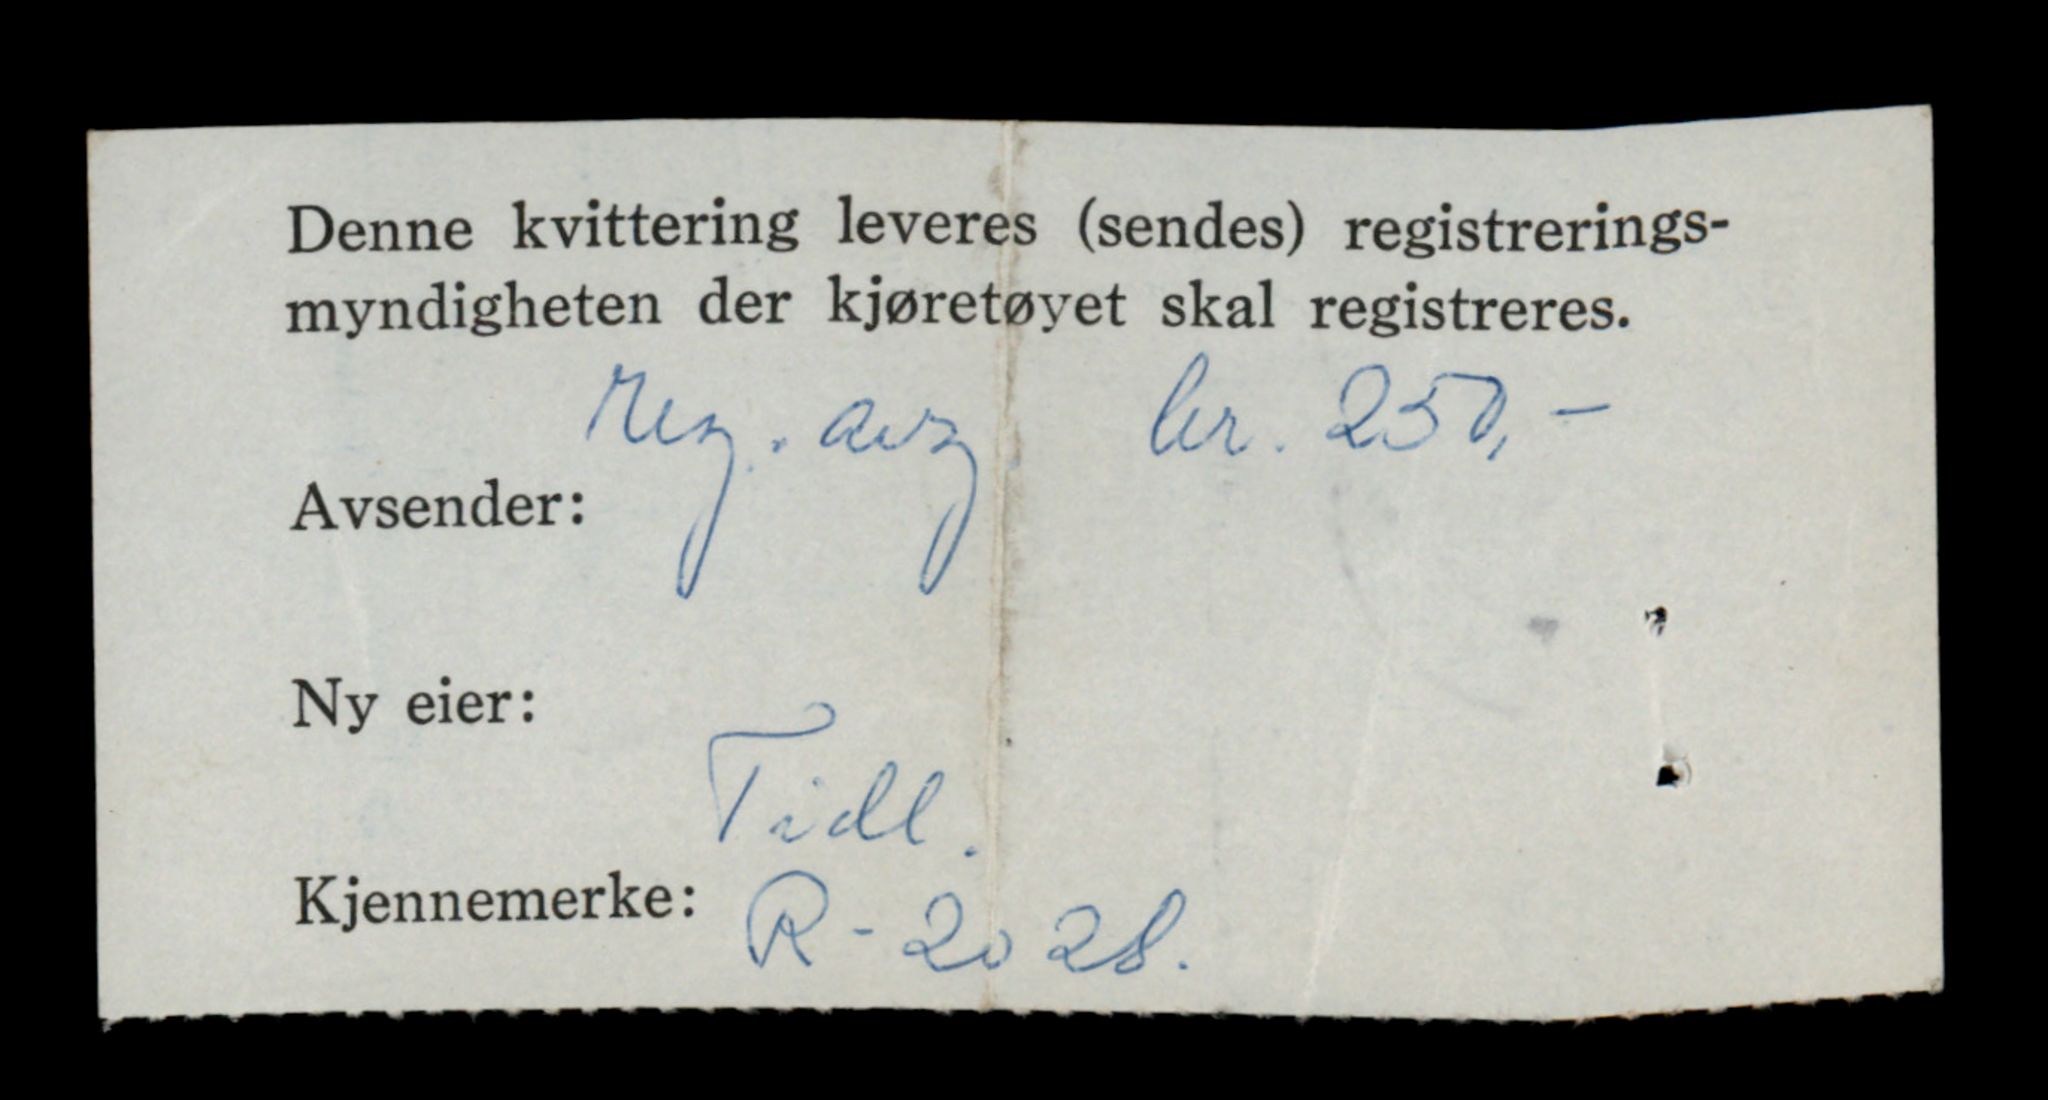 Denne kvittering leveres (sendes) registrerings-
myndigheten der kjøretøyet skal registreres.
Reg. avg. kr. 250,-
Avsender:
Ny eier:
Tidl.
Kjennemerke: R-2028.